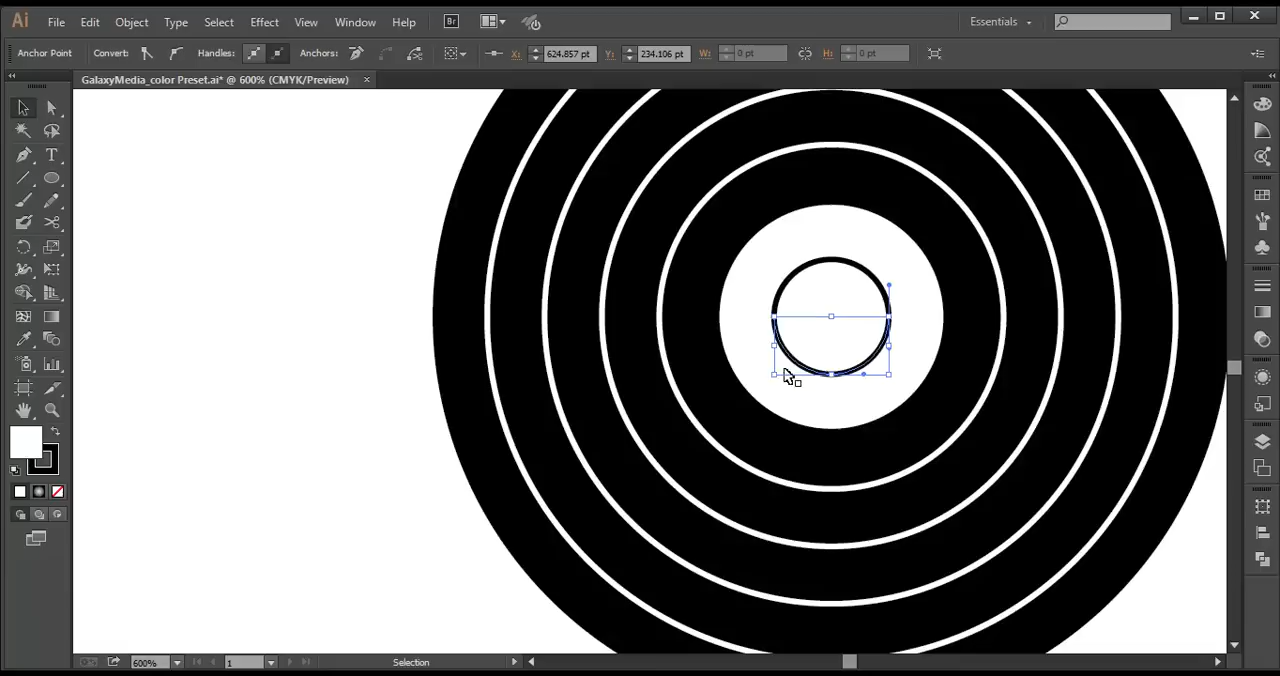 Ai File Edit Object Type Select Effect View Window Help Br Essentials
Anchor Point Convert: Handles: Anchors: X: 624.857 pt Y: 234.106 pt W: 0 pt H: 0 pt
GalaxyMedia_color Preset.ai* @ 600% (CMYK/Preview) ×
T
600% 1 Selection